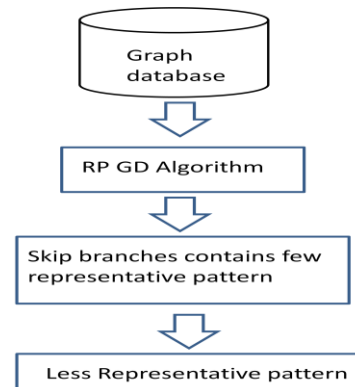 Graph
database
RP GD Algorithm
Skip branches contains few
representative pattern
Less Representative pattern